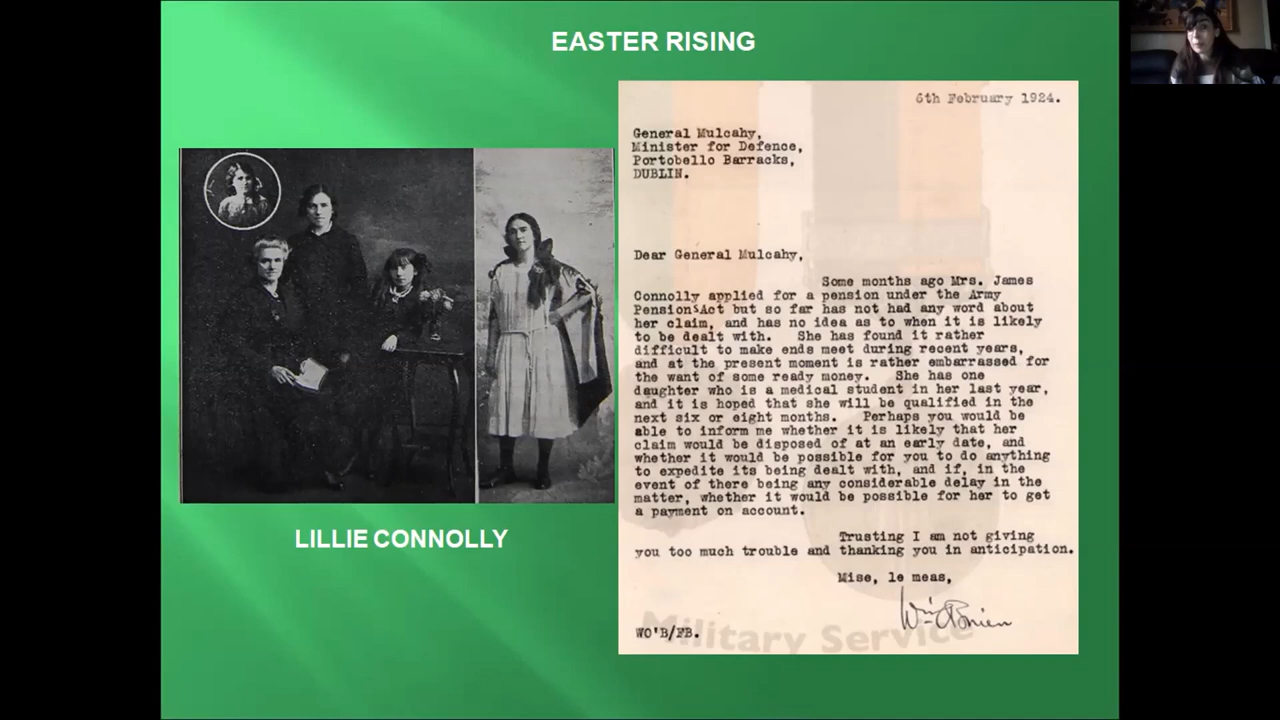 EASTER RISING
6th February 1924.
General Mulcahy,
Minister for Defence,
Portobello Barracks,
DUBLIN.
Dear General Mulcahy,
Some months ago Mrs. James
Connolly applied for a pension under the Army
PensionsAct but so far has not had any word about
her claim, and has no idea as to when it is likely
to be dealt with. She has found it rather
difficult to make ends meet during recent years,
and at the present moment is rather embarrassed for
the want of some ready money. She has one
daughter who is a medical student in her last year,
and it is hoped that she will be qualified in the
next six or eight months. Perhaps you would be
able to inform me whether it is likely that her
claim would be disposed of at an early date, and
whether it would be possible for you to do anything
to expedite its being dealt with, and if, in the
event of there being any considerable delay in the
matter, whether it would be possible for her to get
a payment on account.
Trusting I am not giving
you too much trouble and thanking you in anticipation.
Mise, le meas,
Wm O'Brien
WO'B/FB.
Military Service
LILLIE CONNOLLY